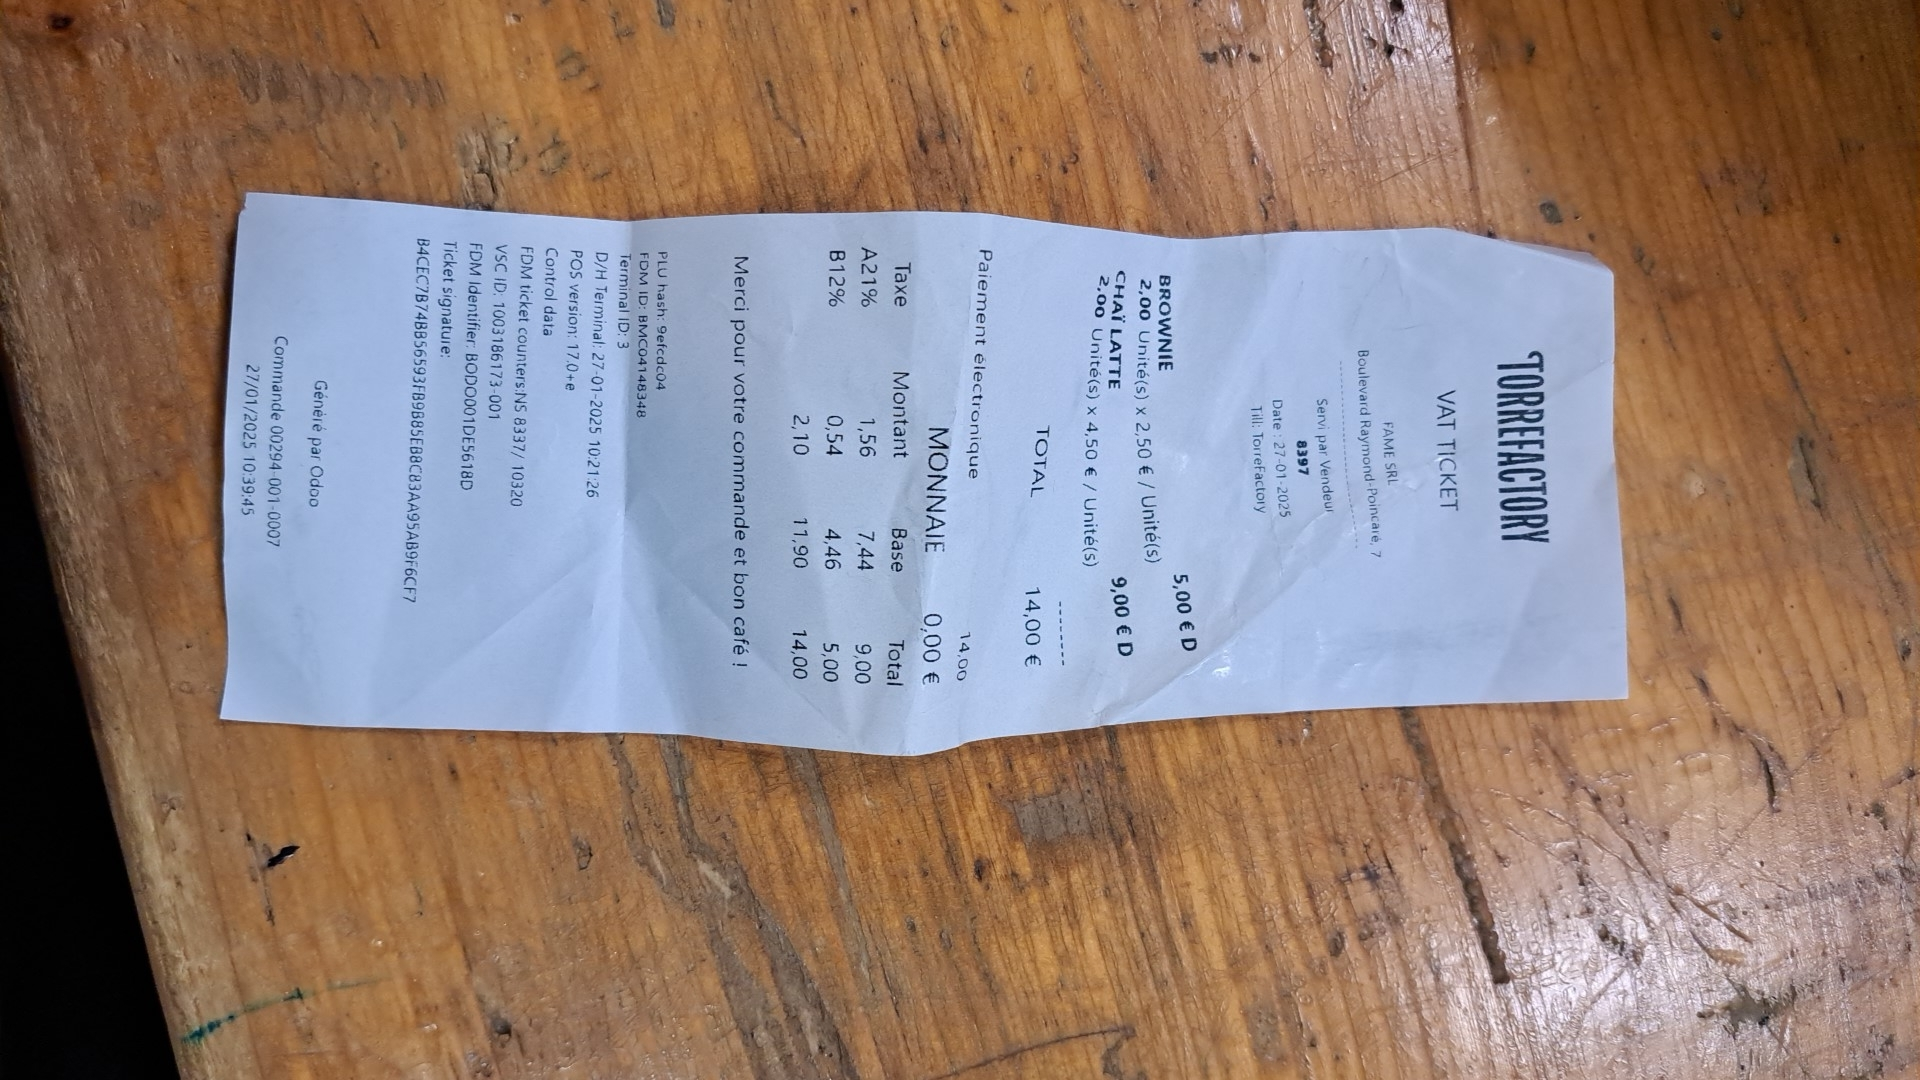 TORREFACTORY
VAT TICKET
FAME SRL
Boulevard Raymond-Poincaré, 7
--------------------------------
Servi par Vendeur
8397
Date : 27-01-2025
Till: TorreFactory
BROWNIE 5,00 € D
2,00 Unité(s) x 2,50 € / Unité(s)
CHAÏ LATTE 9,00 € D
2,00 Unité(s) x 4,50 € / Unité(s)
--------
TOTAL 14,00 €
Paiement électronique 14,00
MONNAIE 0,00 €
Taxe Montant Base Total
A21% 1,56 7,44 9,00
B12% 0,54 4,46 5,00
2,10 11,90 14,00
Merci pour votre commande et bon café !
PLU hash: 9efcdc04
FDM ID: BMC04148348
Terminal ID: 3
D/H Terminal: 27-01-2025 10:21:26
POS version: 17.0+e
Control data
FDM ticket counters:NS 8337/ 10320
VSC ID: 1003186173-001
FDM Identifier: BODO001DE5618D
Ticket signature:
B4CEC7B74BB56593FB9B85EB8C83AA95AB9F6CF7
Généré par Odoo
Commande 00294-001-0007
27/01/2025 10:39:45